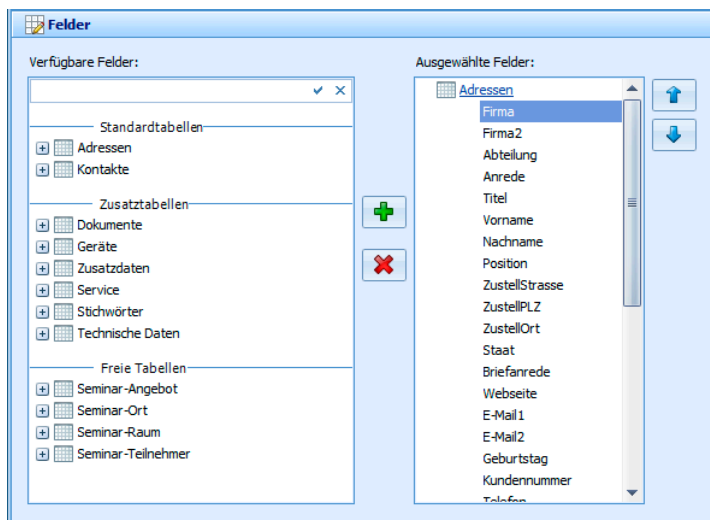 Felder
Verfügbare Felder:
Standardtabellen
Adressen
Kontakte
Zusatztabellen
Dokumente
Geräte
Zusatzdaten
Service
Stichwörter
Technische Daten
Freie Tabellen
Seminar-Angebot
Seminar-Ort
Seminar-Raum
Seminar-Teilnehmer
Ausgewählte Felder:
Adressen
Firma
Firma2
Abteilung
Anrede
Titel
Vorname
Nachname
Position
ZustellStrasse
ZustellPLZ
ZustellOrt
Staat
Briefanrede
Webseite
E-Mail1
E-Mail2
Geburtstag
Kundennummer
Telefon